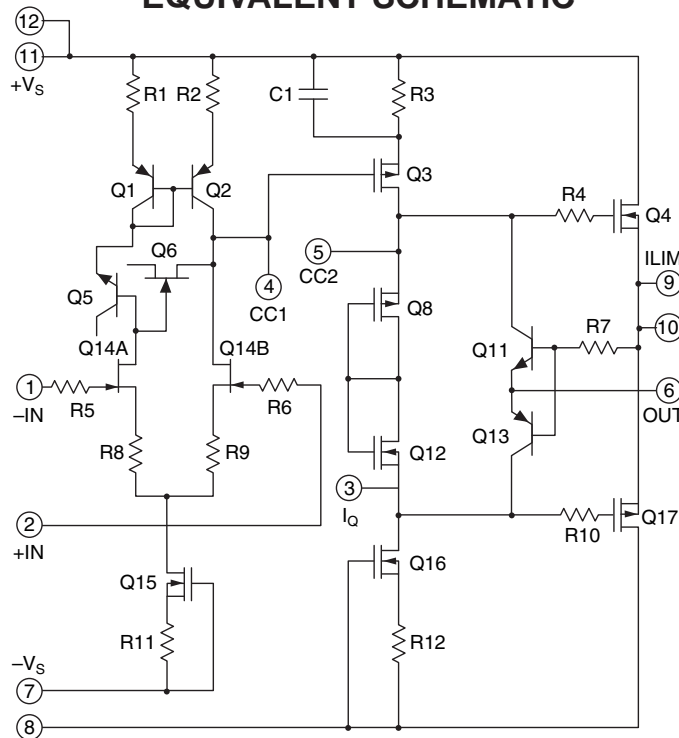 EQUIVALENT SCHEMATIC
12
11
+VS
R1
R2
C1
R3
Q1
Q2
Q3
R4
Q4
Q6
5
CC2
4
CC1
ILIM
9
Q5
Q8
10
Q14A
Q14B
Q11
R7
1
–IN
R5
R6
6
OUT
Q13
R8
R9
Q12
3
IQ
2
+IN
R10
Q17
Q15
Q16
R11
R12
–VS
7
8